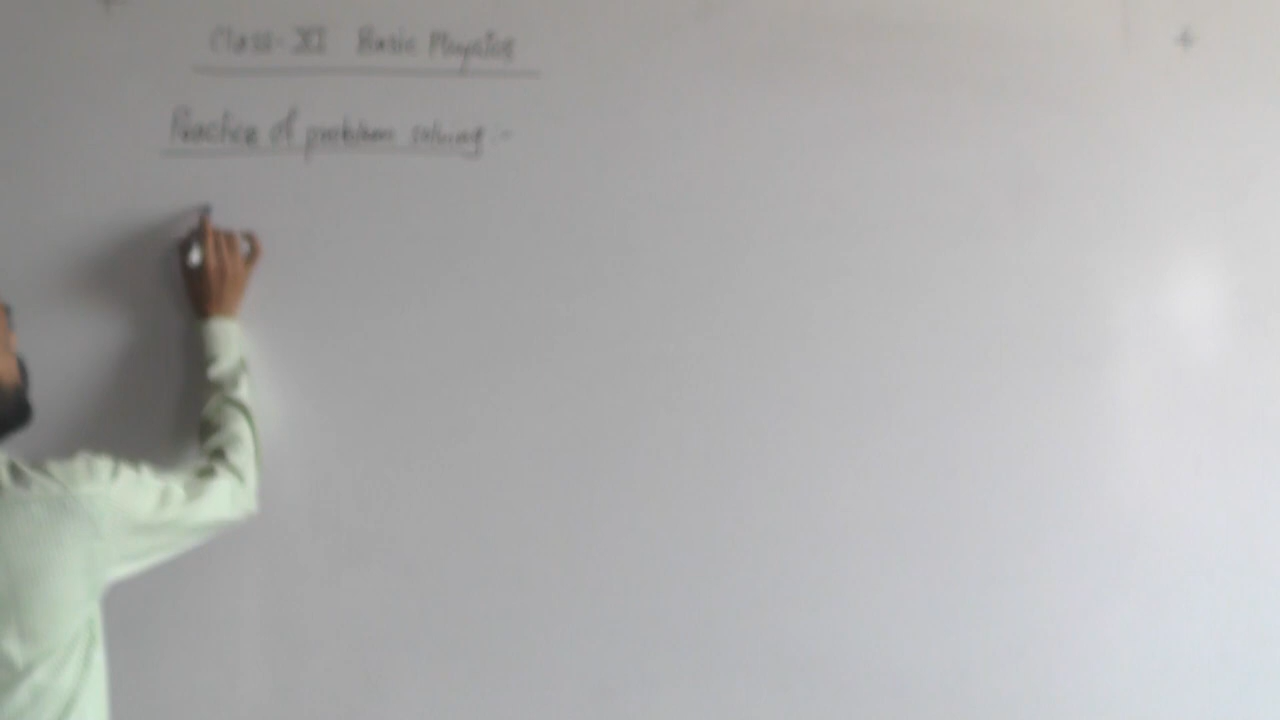 Class-XI Basic Physics
Practice of problem solving :-